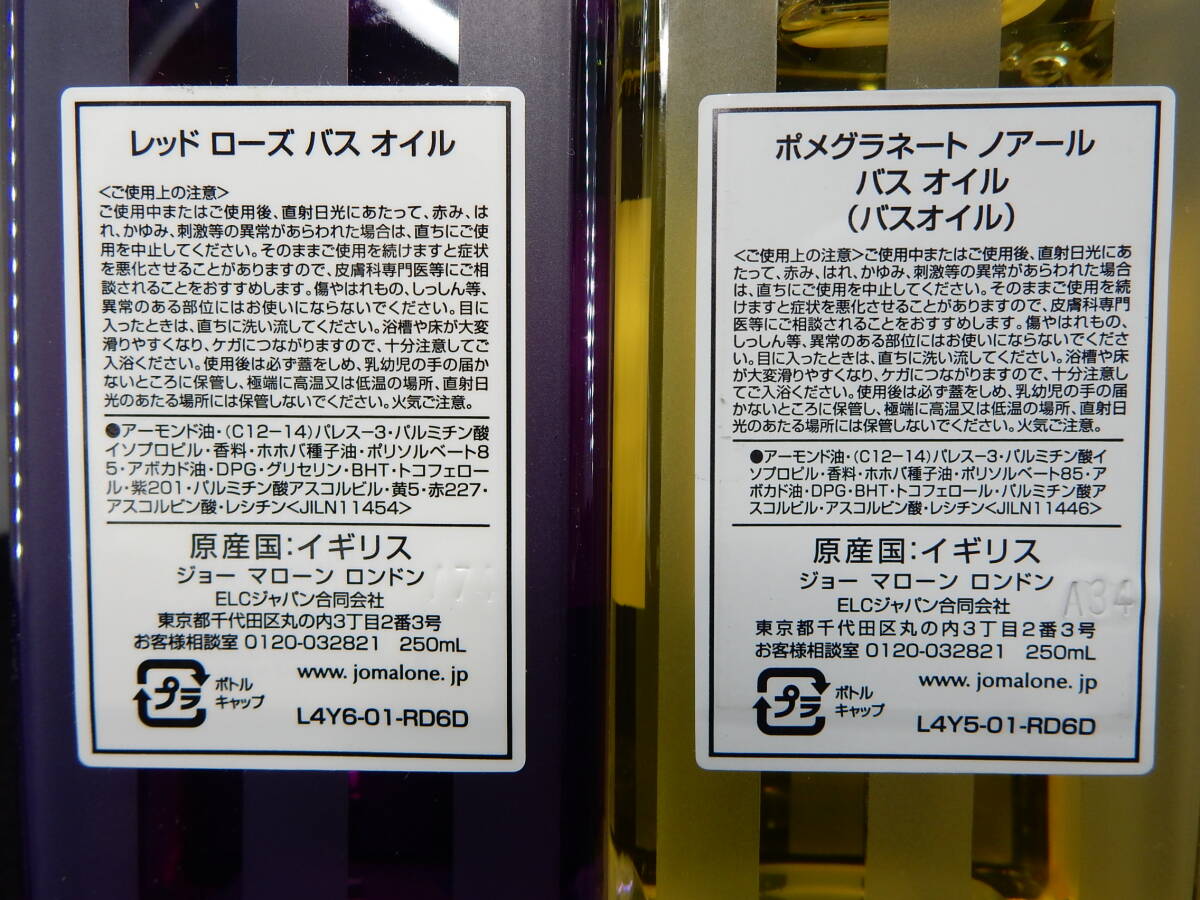 レッド ローズ バス オイル
<ご使用上の注意>
ご使用中またはご使用後、直射日光にあたって、赤み、は
れ、かゆみ、刺激等の異常があらわれた場合は、直ちにご使
用を中止してください。そのままご使用を続けますと症状
を悪化させることがありますので、皮膚科専門医等にご相
談されることをおすすめします。傷やはれもの、しっしん等、
異常のある部位にはお使いにならないでください。目に
入ったときは、直ちに洗い流してください。浴槽や床が大変
滑りやすくなり、ケガにつながりますので、十分注意してご
入浴ください。使用後は必ず蓋をしめ、乳幼児の手の届か
ないところに保管し、極端に高温又は低温の場所、直射日
光のあたる場所には保管しないでください。火気ご注意。
●アーモンド油・(C12-14)パレス-3・パルミチン酸
イソプロピル・香料・ホホバ種子油・ポリソルベート8
5・アボカド油・DPG・グリセリン・BHT・トコフェロー
ル・紫201・パルミチン酸アスコルビル・黄5・赤227・
アスコルビン酸・レシチン<JILN11454>
原産国:イギリス
ジョー マローン ロンドン
ELCジャパン合同会社
東京都千代田区丸の内3丁目2番3号
お客様相談室 0120-032821 250mL
プラ
ボトル
キャップ
www. jomalone. jp
L4Y6-01-RD6D
ポメグラネート ノアール
バス オイル
(バスオイル)
<ご使用上の注意>ご使用中またはご使用後、直射日光にあ
たって、赤み、はれ、かゆみ、刺激等の異常があらわれた場合
は、直ちにご使用を中止してください。そのままご使用を続
けますと症状を悪化させることがありますので、皮膚科専門
医等にご相談されることをおすすめします。傷やはれもの、
しっしん等、異常のある部位にはお使いにならないでくださ
い。目に入ったときは、直ちに洗い流してください。浴槽や床
が大変滑りやすくなり、ケガにつながりますので、十分注意し
てご入浴ください。使用後は必ず蓋をしめ、乳幼児の手の届
かないところに保管し、極端に高温又は低温の場所、直射日
光のあたる場所には保管しないでください。火気ご注意。
●アーモンド油・(C12-14)パレス-3・パルミチン酸イ
ソプロピル・香料・ホホバ種子油・ポリソルベート85・ア
ボカド油・DPG・BHT・トコフェロール・パルミチン酸ア
スコルビル・アスコルビン酸・レシチン<JILN11446>
原産国:イギリス
ジョー マローン ロンドン
ELCジャパン合同会社
A34
東京都千代田区丸の内3丁目2番3号
お客様相談室 0120-032821 250mL
プラ
ボトル
キャップ
www. jomalone. jp
L4Y5-01-RD6D